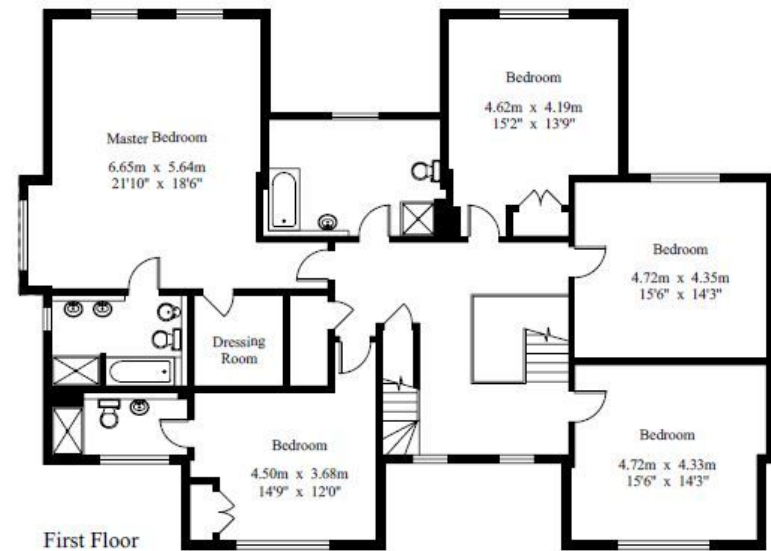 Master Bedroom
6.65m x 5.64m
21'10" x 18'6"
Bedroom
4.62m x 4.19m
15'2" x 13'9"
Bedroom
4.72m x 4.35m
15'6" x 14'3"
Dressing
Room
Bedroom
4.50m x 3.68m
14'9" x 12'0"
Bedroom
4.72m x 4.33m
15'6" x 14'3"
First Floor